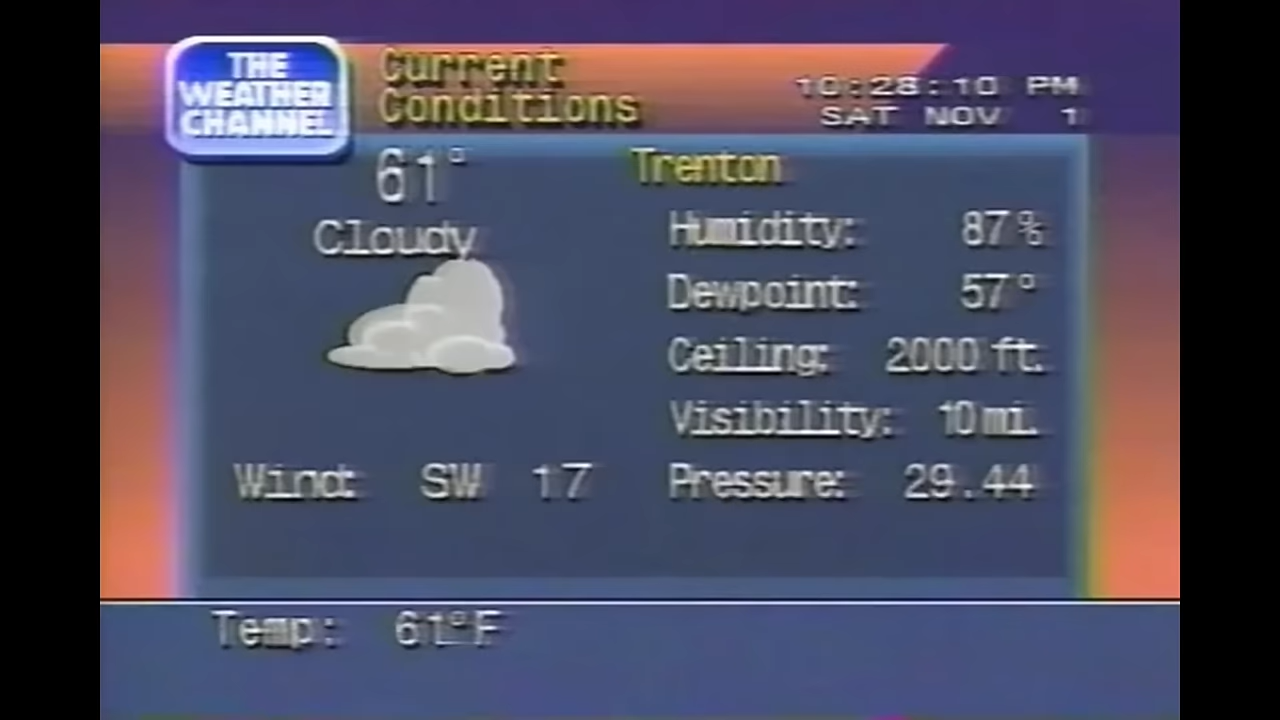 THE
WEATHER
CHANNEL
Current
Conditions
10:28:10 PM
SAT NOV 1
61°
Cloudy
Wind: SW 17
Trenton
Humidity: 87%
Dewpoint: 57°
Ceiling: 2000 ft.
Visibility: 10 mi.
Pressure: 29.44
Temp: 61°F